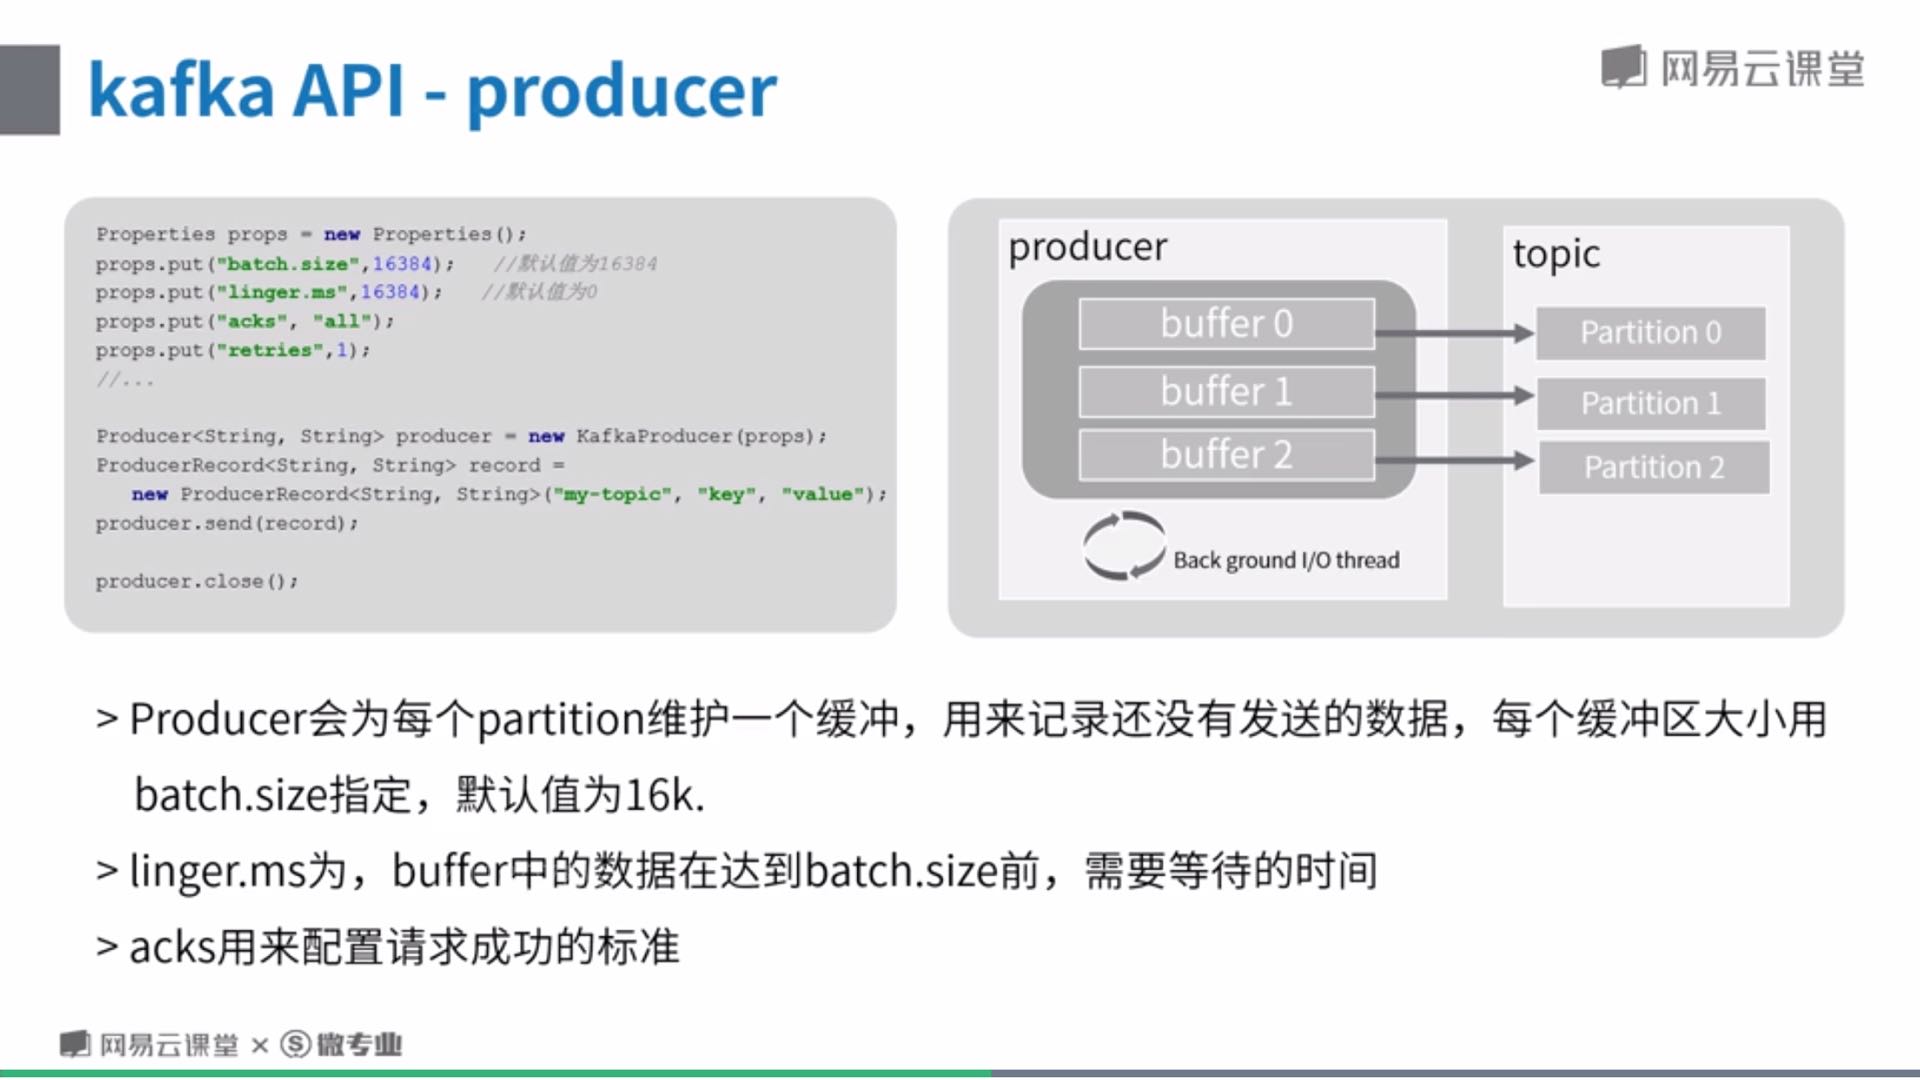 kafka API - producer
网易云课堂
Properties props = new Properties();
props.put("batch.size",16384);   //默认值为16384
props.put("linger.ms",16384);   //默认值为0
props.put("acks", "all");
props.put("retries",1);
//...
Producer<String, String> producer = new KafkaProducer(props);
ProducerRecord<String, String> record =
new ProducerRecord<String, String>("my-topic", "key", "value");
producer.send(record);
producer.close();
producer
buffer 0
buffer 1
buffer 2
Back ground I/O thread
topic
Partition 0
Partition 1
Partition 2
> Producer会为每个partition维护一个缓冲，用来记录还没有发送的数据，每个缓冲区大小用
batch.size指定，默认值为16k.
> linger.ms为，buffer中的数据在达到batch.size前，需要等待的时间
> acks用来配置请求成功的标准
网易云课堂 × Ⓢ微专业